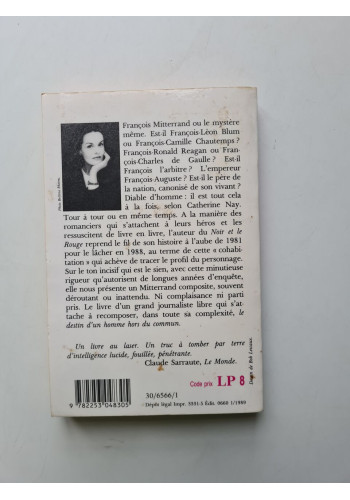 François Mitterrand ou le mystère
même. Est-il François-Léon Blum
ou François-Camille Chautemps ?
François-Ronald Reagan ou Fran-
çois-Charles de Gaulle ? Est-il
François l'arbitre ? L'empereur
François-Auguste ? Est-il le père de
la nation, canonisé de son vivant ?
Diable d'homme : il est tout cela
à la fois, selon Catherine Nay.
Tour à tour ou en même temps. A la manière des
romanciers qui s'attachent à leurs héros et les
ressuscitent de livre en livre, l'auteur du Noir et le
Rouge reprend le fil de son histoire à l'aube de 1981
pour le lâcher en 1988, au terme de cette « cohabi-
tation » qui achève de tracer le profil du personnage.
Sur le ton incisif qui est le sien, avec cette minutieuse
rigueur qu'autorisent de longues années d'enquête,
elle nous présente un Mitterrand composite, souvent
déroutant ou inattendu. Ni complaisance ni parti
pris. Le livre d'un grand journaliste libre qui s'at-
tache à recomposer, dans toute sa complexité, le
destin d'un homme hors du commun.
Un livre au laser. Un truc à tomber par terre
d'intelligence lucide, fouillée, pénétrante.
Claude Sarraute, Le Monde.
Code prix LP 8
30/6566/1
9 782253 048305
Dépôt légal Impr.